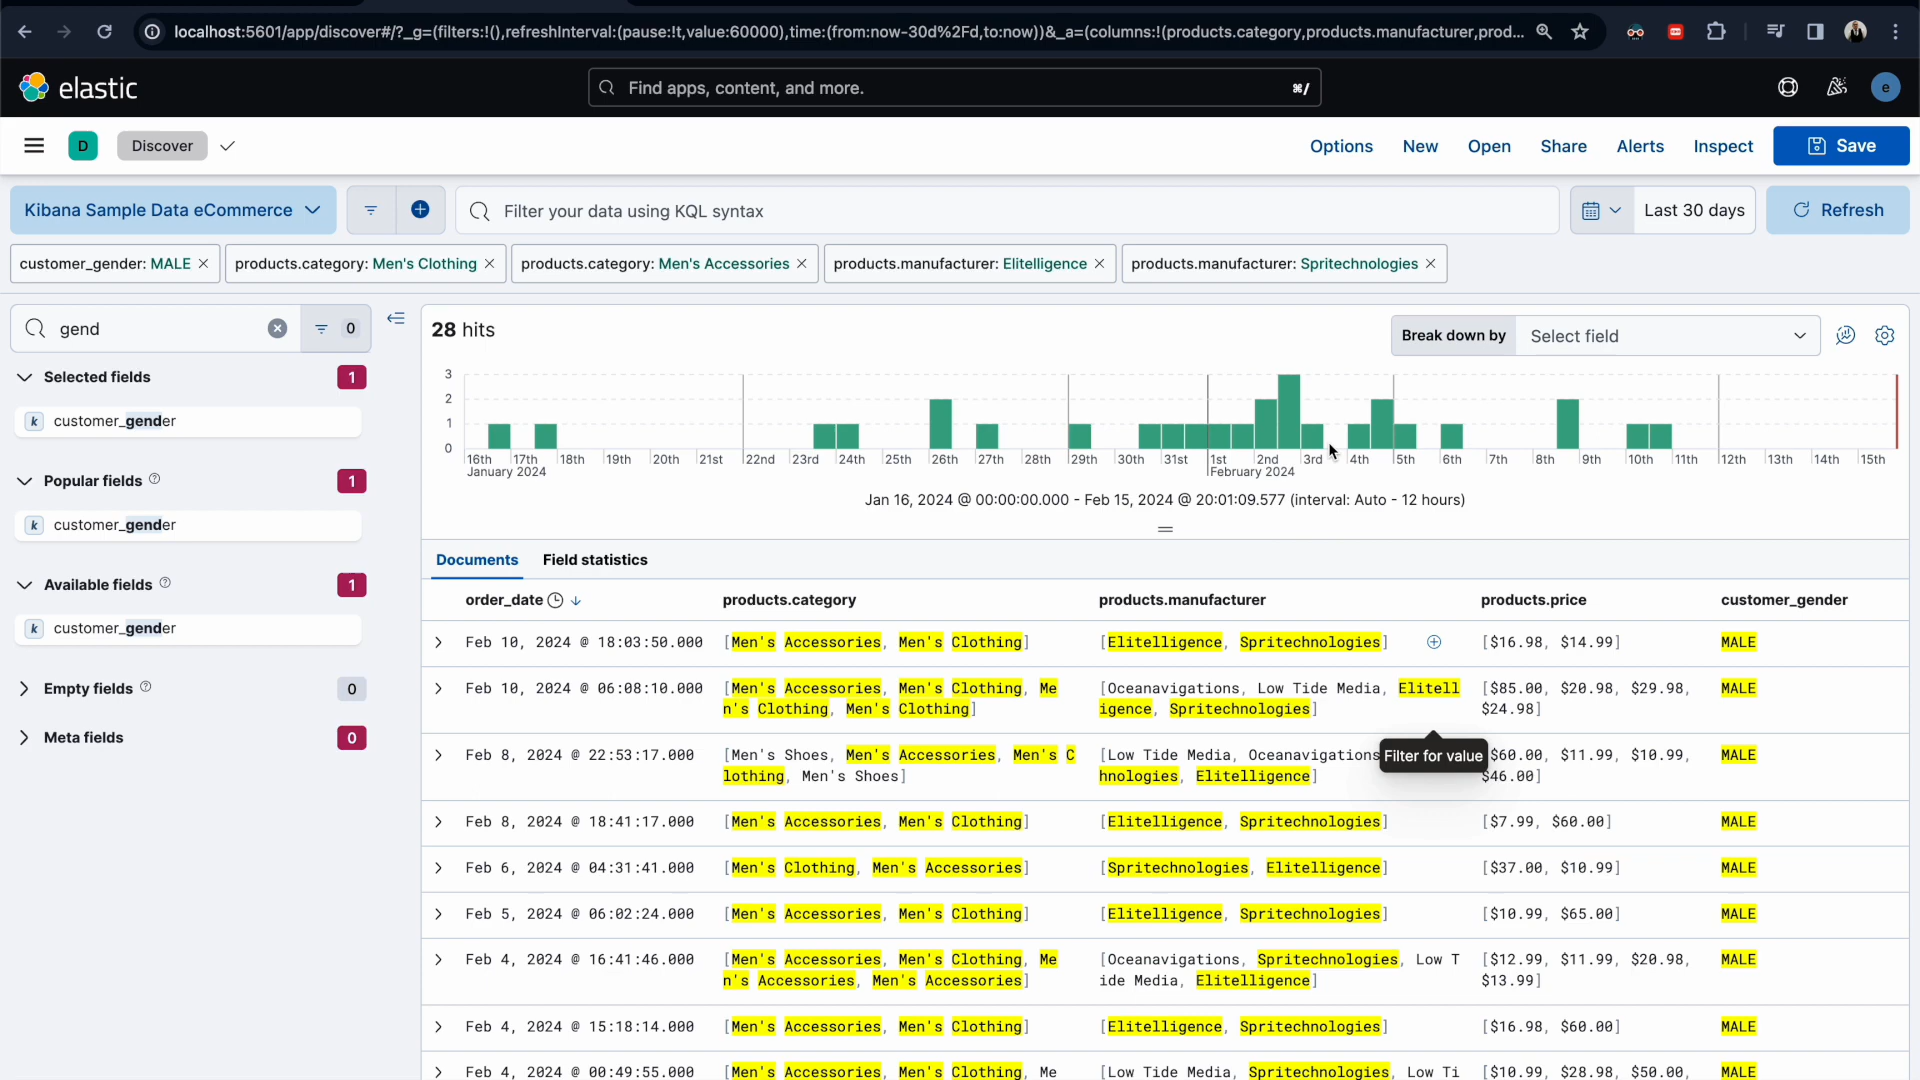 localhost:5601/app/discover#/?_g=(filters:!(),refreshInterval:(pause:!t,value:60000),time:(from:now-30d%2Fd,to:now))&_a=(columns:!(products.category,products.manufacturer,prod...
elastic
Find apps, content, and more.
⌘/
e
D
Discover
Options
New
Open
Share
Alerts
Inspect
Save
Kibana Sample Data eCommerce
Filter your data using KQL syntax
Last 30 days
Refresh
customer_gender: MALE
products.category: Men's Clothing
products.category: Men's Accessories
products.manufacturer: Elitelligence
products.manufacturer: Spritechnologies
gend
0
Selected fields
1
k customer_gender
Popular fields
1
k customer_gender
Available fields
1
k customer_gender
Empty fields
0
Meta fields
0
28 hits
Break down by
Select field
3
2
1
0
16th 17th 18th 19th 20th 21st 22nd 23rd 24th 25th 26th 27th 28th 29th 30th 31st 1st 2nd 3rd 4th 5th 6th 7th 8th 9th 10th 11th 12th 13th 14th 15th
January 2024 February 2024
Jan 16, 2024 @ 00:00:00.000 - Feb 15, 2024 @ 20:01:09.577 (interval: Auto - 12 hours)
Documents Field statistics
order_date products.category products.manufacturer products.price customer_gender
Feb 10, 2024 @ 18:03:50.000 [Men's Accessories, Men's Clothing] [Elitelligence, Spritechnologies] [$16.98, $14.99] MALE
Feb 10, 2024 @ 06:08:10.000 [Men's Accessories, Men's Clothing, Me [Oceanavigations, Low Tide Media, Elitell [$85.00, $20.98, $29.98, MALE
n's Clothing, Men's Clothing] igence, Spritechnologies] $24.98]
Feb 8, 2024 @ 22:53:17.000 [Men's Shoes, Men's Accessories, Men's C [Low Tide Media, Oceanavigations $60.00, $11.99, $10.99, MALE
lothing, Men's Shoes] hnologies, Elitelligence] $46.00]
Filter for value
Feb 8, 2024 @ 18:41:17.000 [Men's Accessories, Men's Clothing] [Elitelligence, Spritechnologies] [$7.99, $60.00] MALE
Feb 6, 2024 @ 04:31:41.000 [Men's Clothing, Men's Accessories] [Spritechnologies, Elitelligence] [$37.00, $10.99] MALE
Feb 5, 2024 @ 06:02:24.000 [Men's Accessories, Men's Clothing] [Elitelligence, Spritechnologies] [$10.99, $65.00] MALE
Feb 4, 2024 @ 16:41:46.000 [Men's Accessories, Men's Clothing, Me [Oceanavigations, Spritechnologies, Low T [$12.99, $11.99, $20.98, MALE
n's Accessories, Men's Accessories] ide Media, Elitelligence] $13.99]
Feb 4, 2024 @ 15:18:14.000 [Men's Accessories, Men's Clothing] [Elitelligence, Spritechnologies] [$16.98, $60.00] MALE
Feb 4, 2024 @ 00:49:55.000 [Men's Accessories, Men's Clothing, Me [Low Tide Media, Spritechnologies, Low Ti [$10.99, $28.98, $50.00, MALE